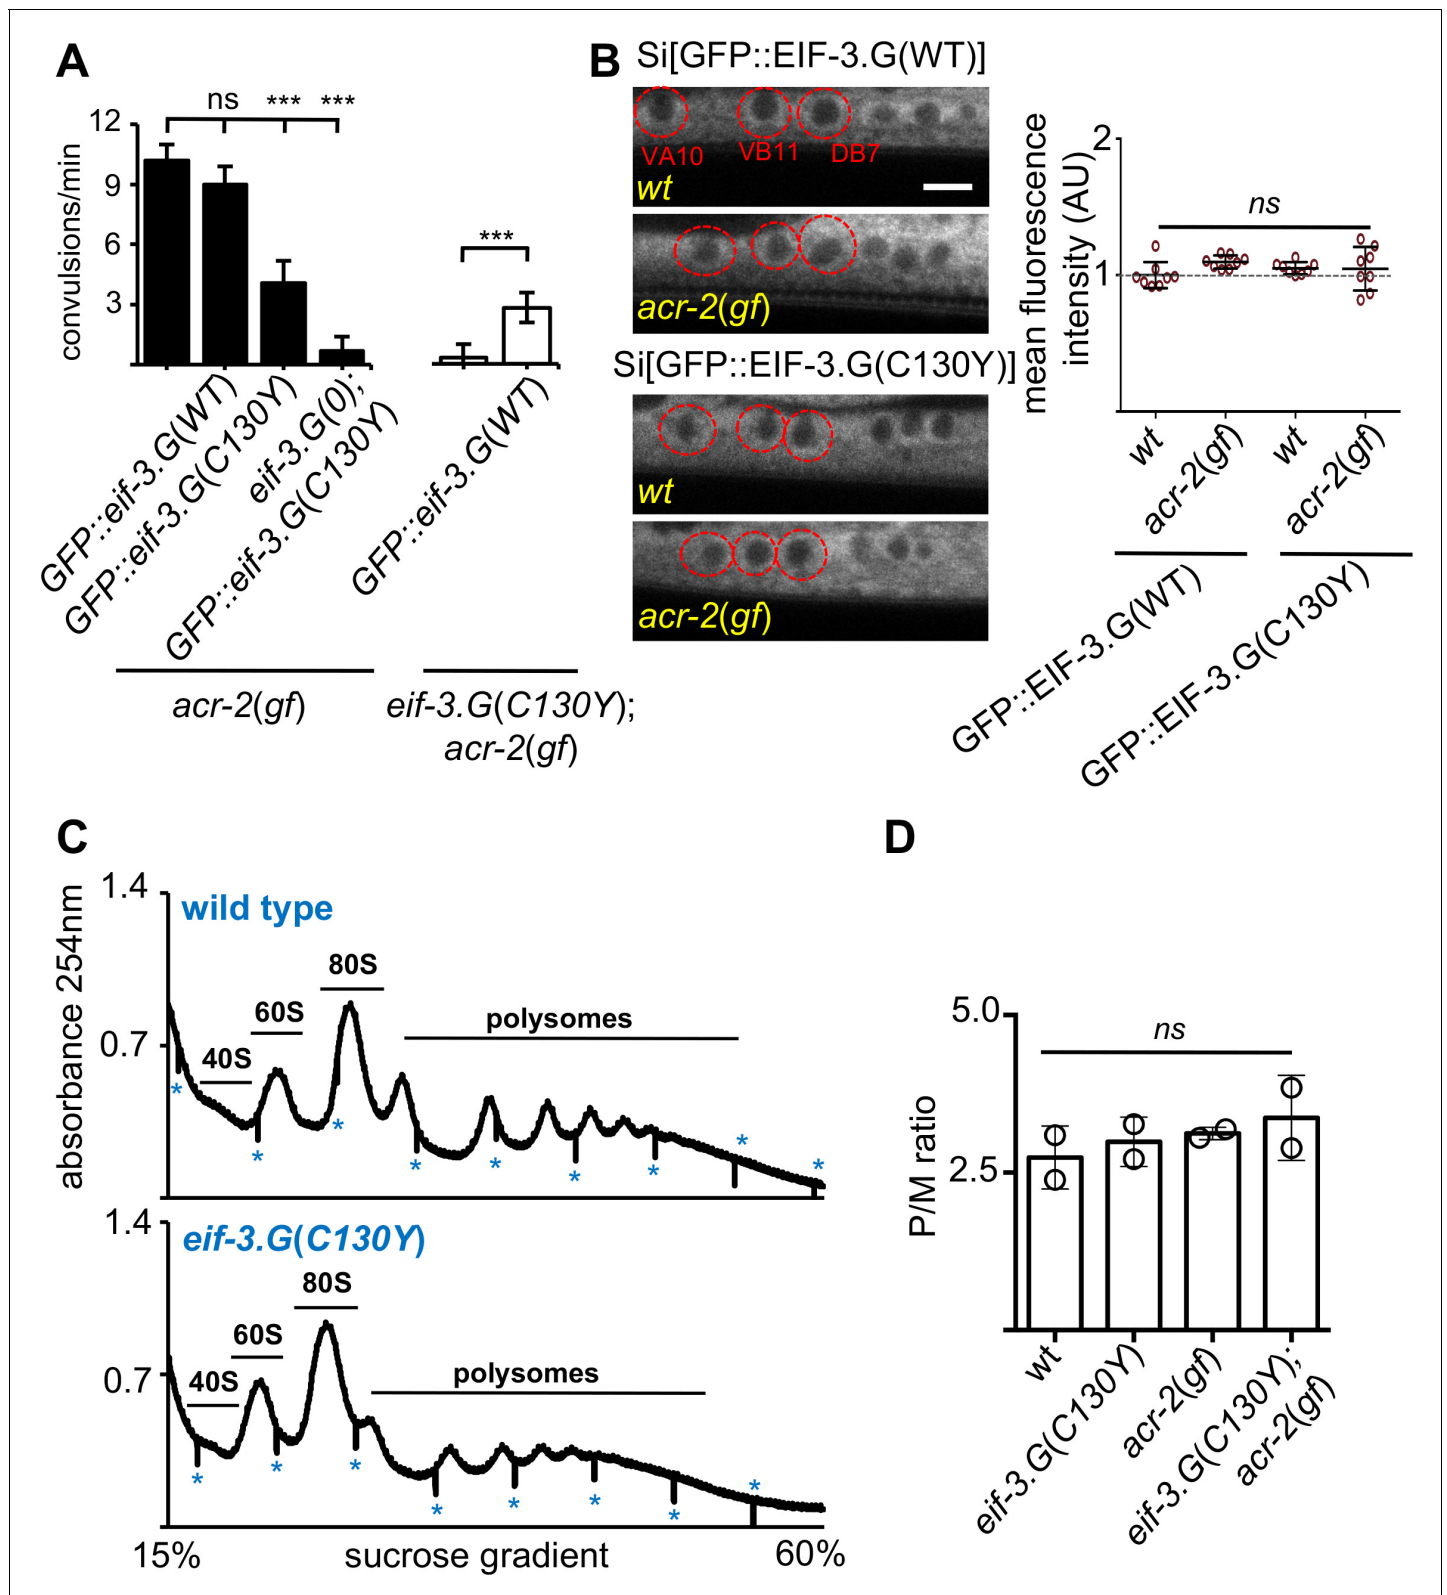 A
ns *** ***
12
9
6
3
convulsions/min
***
GFP::eif-3.G(WT)
GFP::eif-3.G(C130Y)
eif-3.G(0);
GFP::eif-3.G(C130Y)
GFP::eif-3.G(WT)
acr-2(gf)
eif-3.G(C130Y);
acr-2(gf)
B
Si[GFP::EIF-3.G(WT)]
VA10 VB11 DB7
wt
acr-2(gf)
Si[GFP::EIF-3.G(C130Y)]
wt
acr-2(gf)
mean fluorescence
intensity (AU)
2
1
ns
wt
acr-2(gf)
wt
acr-2(gf)
GFP::EIF-3.G(WT)
GFP::EIF-3.G(C130Y)
C
absorbance 254nm
1.4
0.7
wild type
40S
60S
80S
polysomes
* * * * * * * * *
1.4
0.7
eif-3.G(C130Y)
40S
60S
80S
polysomes
* * * * * * * *
15% sucrose gradient 60%
D
P/M ratio
5.0
2.5
ns
wt
eif-3.G(C130Y)
acr-2(gf)
eif-3.G(C130Y);
acr-2(gf)